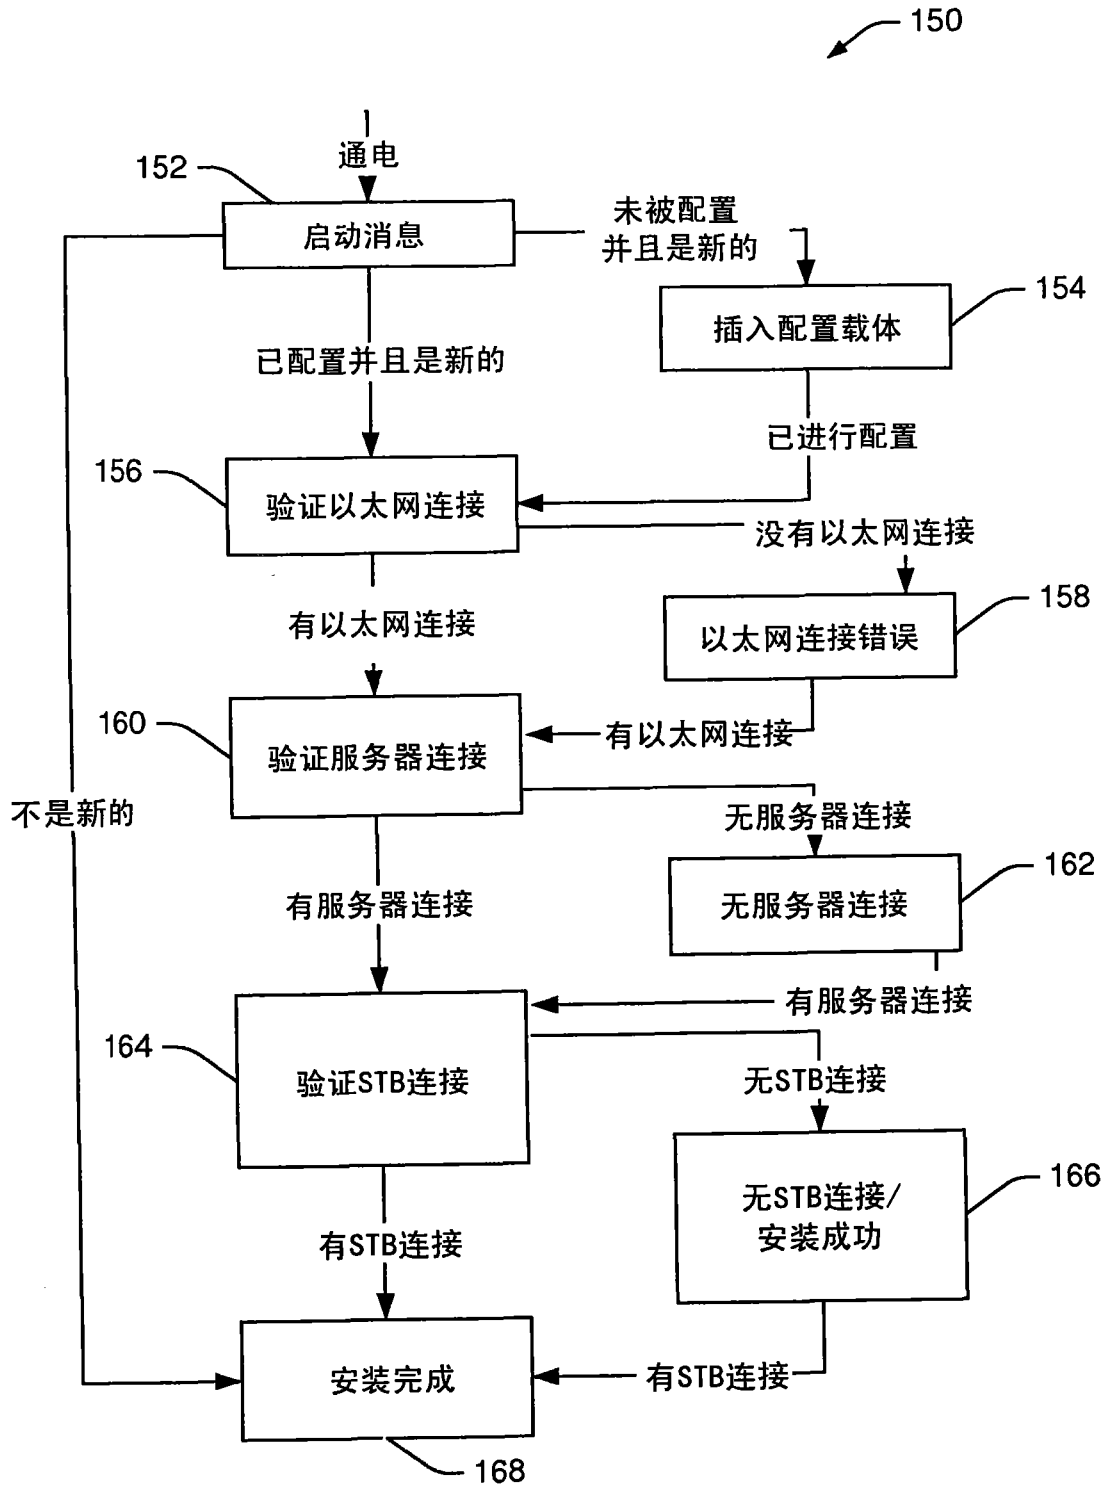 150
通电
152
启动消息
未被配置
并且是新的
154
插入配置载体
已配置并且是新的
已进行配置
156
验证以太网连接
没有以太网连接
158
以太网连接错误
有以太网连接
160
验证服务器连接
有以太网连接
不是新的
无服务器连接
162
无服务器连接
有服务器连接
有服务器连接
164
验证STB连接
无STB连接
166
无STB连接/
安装成功
有STB连接
安装完成
有STB连接
168